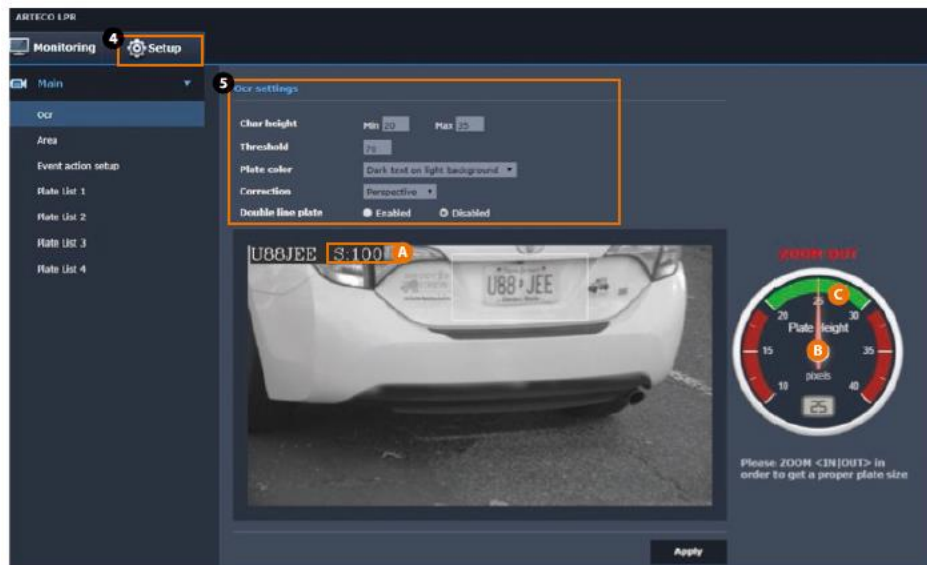 ARTECO LPR
Monitoring 4 Setup
Main
Ocr
Area
Event action setup
Plate List 1
Plate List 2
Plate List 3
Plate List 4
5
Ocr settings
Char height Min 20 Max 35
Threshold 70
Plate color Dark text on light background
Correction Perspective
Double line plate Enabled Disabled
U88JEE S:100 A
U88 JEE
ZOOM OUT
C
20 25 30
Plate Height
15 B 35
pixels
10 40
25
Please ZOOM <IN|OUT> in
order to get a proper plate size
Apply